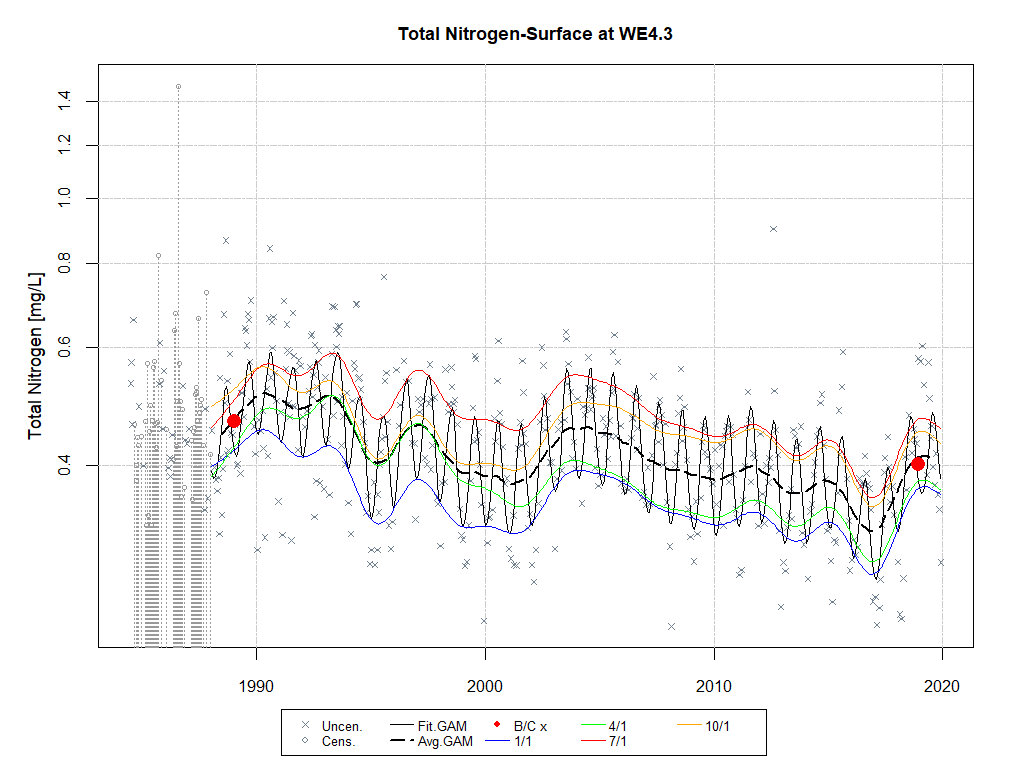 Total Nitrogen-Surface at WE4.3
Total Nitrogen [mg/L]
1.4
1.2
1.0
0.8
0.6
0.4
1990 2000 2010 2020
Uncen. Fit.GAM B/C x 4/1 10/1
Cens. Avg.GAM 1/1 7/1